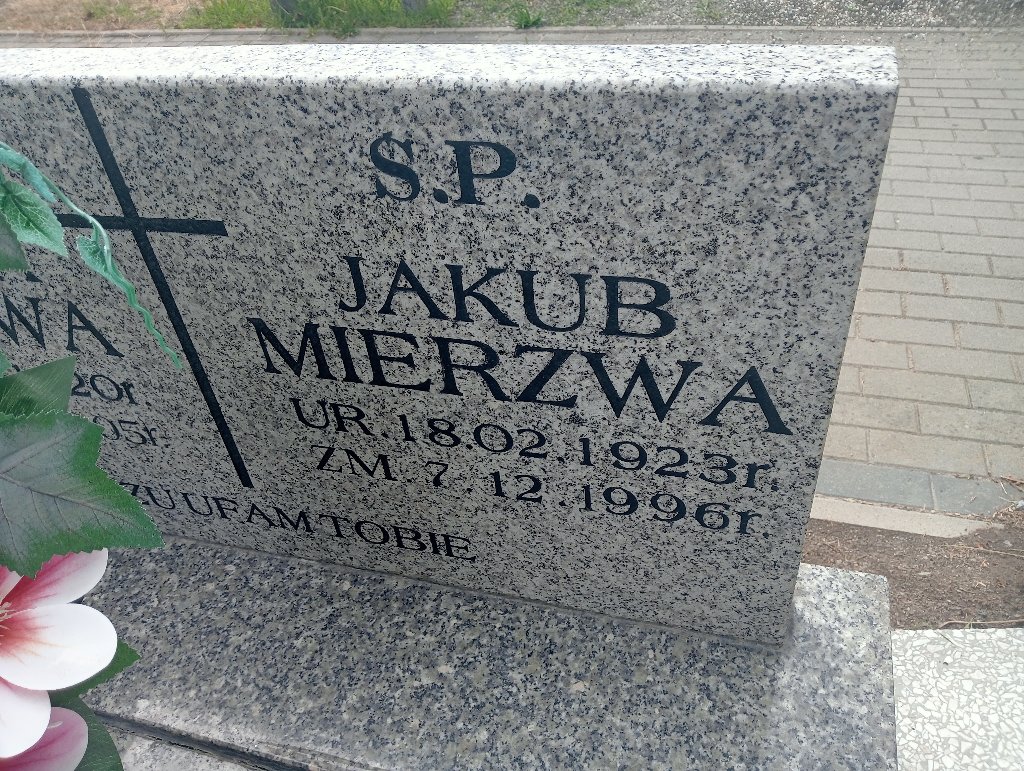 Ś.P.
JAKUB
MIERZWA
UR. 18.02.1923r.
ZM. 7.12.1996r.
UFAM TOBIE